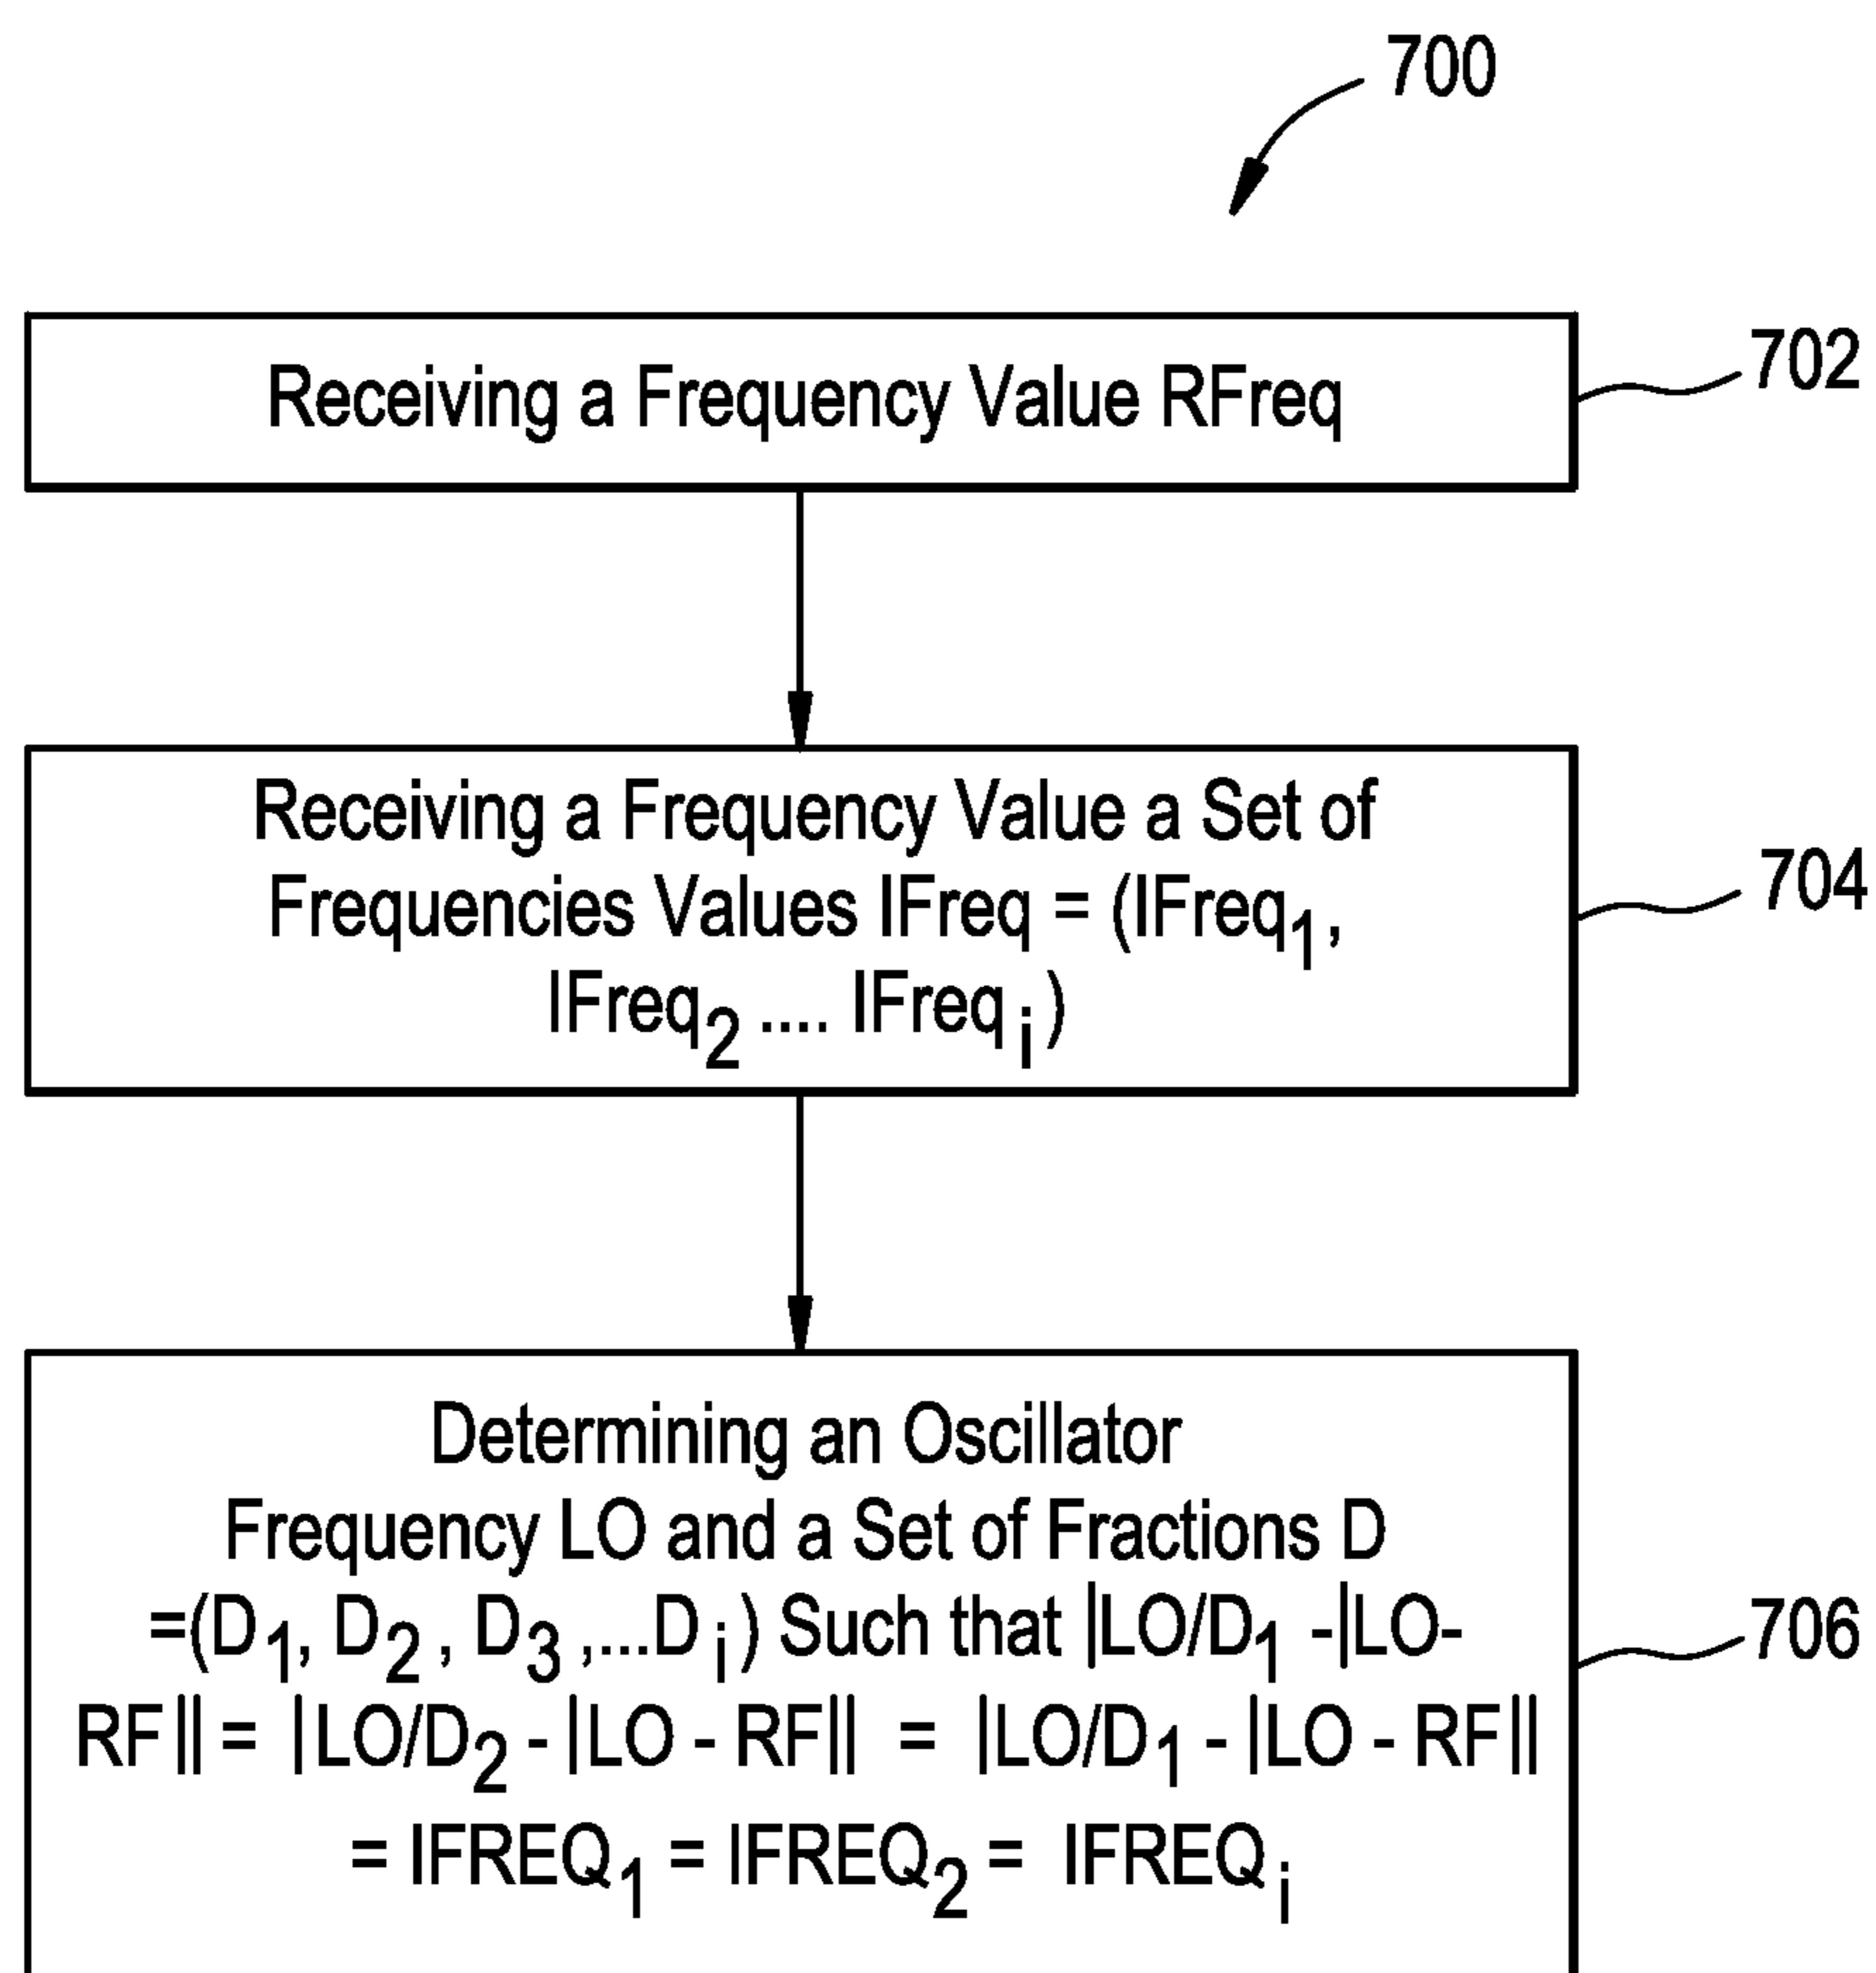 700
Receiving a Frequency Value RFreq
702
Receiving a Frequency Value a Set of
Frequencies Values IFreq = (IFreq₁,
IFreq₂ .... IFreqᵢ)
704
Determining an Oscillator
Frequency LO and a Set of Fractions D
=(D₁, D₂, D₃,...Dᵢ) Such that |LO/D₁ -|LO-
RF|| = |LO/D₂ - |LO - RF|| = |LO/D₁ - |LO - RF||
= IFREQ₁ = IFREQ₂ = IFREQᵢ
706